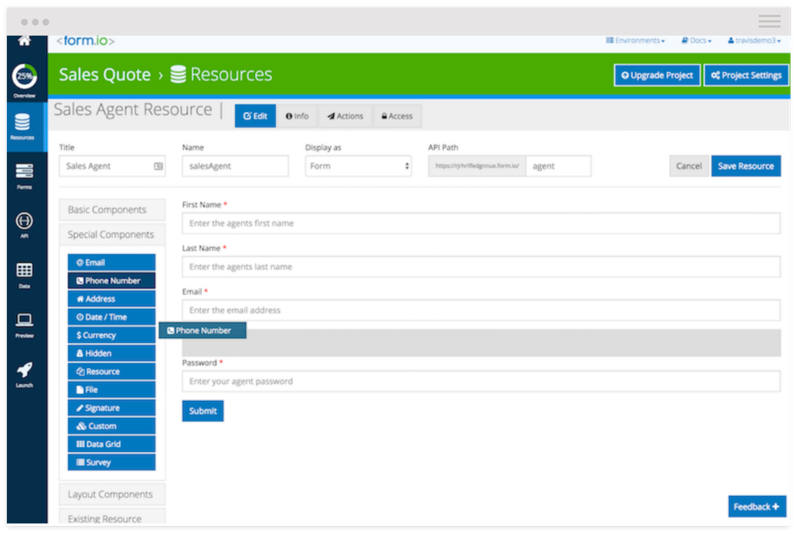 <form.io>
Environments
Docs
travisdemo3
25%
Overview
Resources
Forms
API
Data
Preview
Launch
Sales Quote › Resources
Upgrade Project
Project Settings
Sales Agent Resource |
Edit
Info
Actions
Access
Title
Name
Display as
API Path
Sales Agent
salesAgent
Form
agent
Cancel
Save Resource
Basic Components
Special Components
Email
Phone Number
Address
Date / Time
$ Currency
Hidden
Resource
File
Signature
Custom
Data Grid
Survey
Layout Components
Existing Resource
First Name *
Enter the agents first name
Last Name *
Enter the agents last name
Email *
Enter the email address
Phone Number
Password *
Enter your agent password
Submit
Feedback +